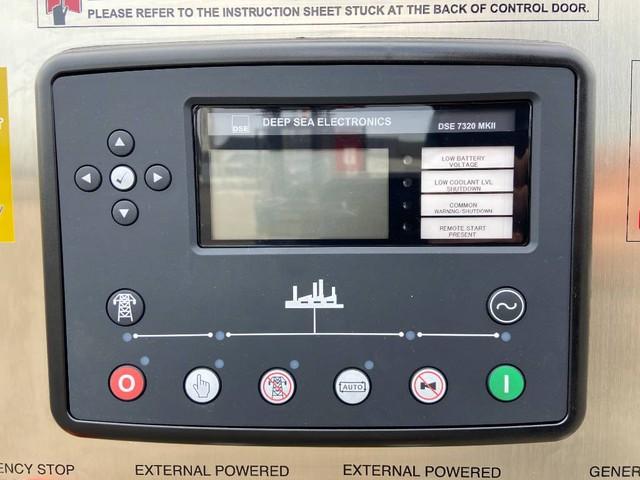 PLEASE REFER TO THE INSTRUCTION SHEET STUCK AT THE BACK OF CONTROL DOOR.
DSE
DEEP SEA ELECTRONICS
DSE 7320 MKII
LOW BATTERY
VOLTAGE
LOW COOLANT LVL
SHUTDOWN
COMMON
WARNING/SHUTDOWN
REMOTE START
PRESENT
O
AUTO
I
ENCY STOP
EXTERNAL POWERED
EXTERNAL POWERED
GENER